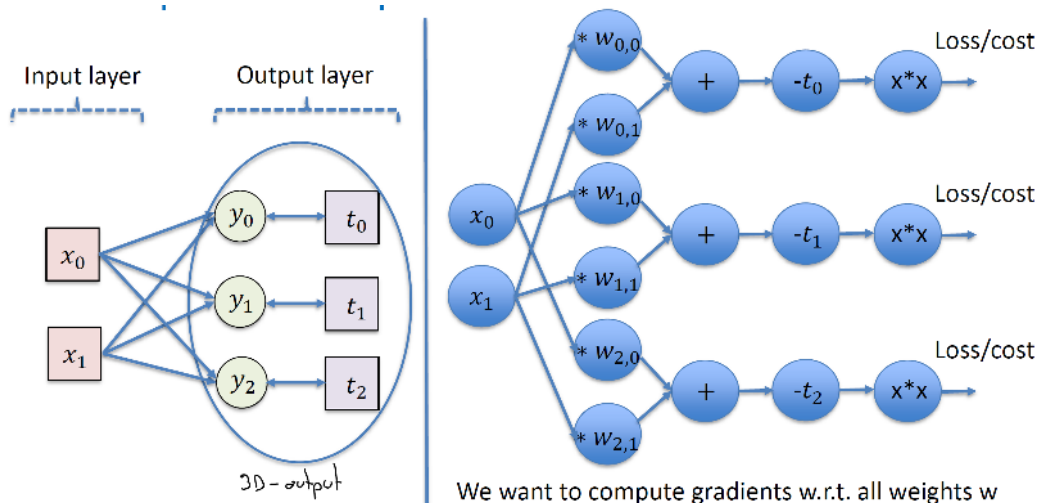 Input layer
Output layer
x₀
x₁
y₀
y₁
y₂
t₀
t₁
t₂
3D-output
x₀
x₁
* w₀,₀
* w₀,₁
* w₁,₀
* w₁,₁
* w₂,₀
* w₂,₁
+
-t₀
x*x
Loss/cost
+
-t₁
x*x
Loss/cost
+
-t₂
x*x
Loss/cost
We want to compute gradients w.r.t. all weights w